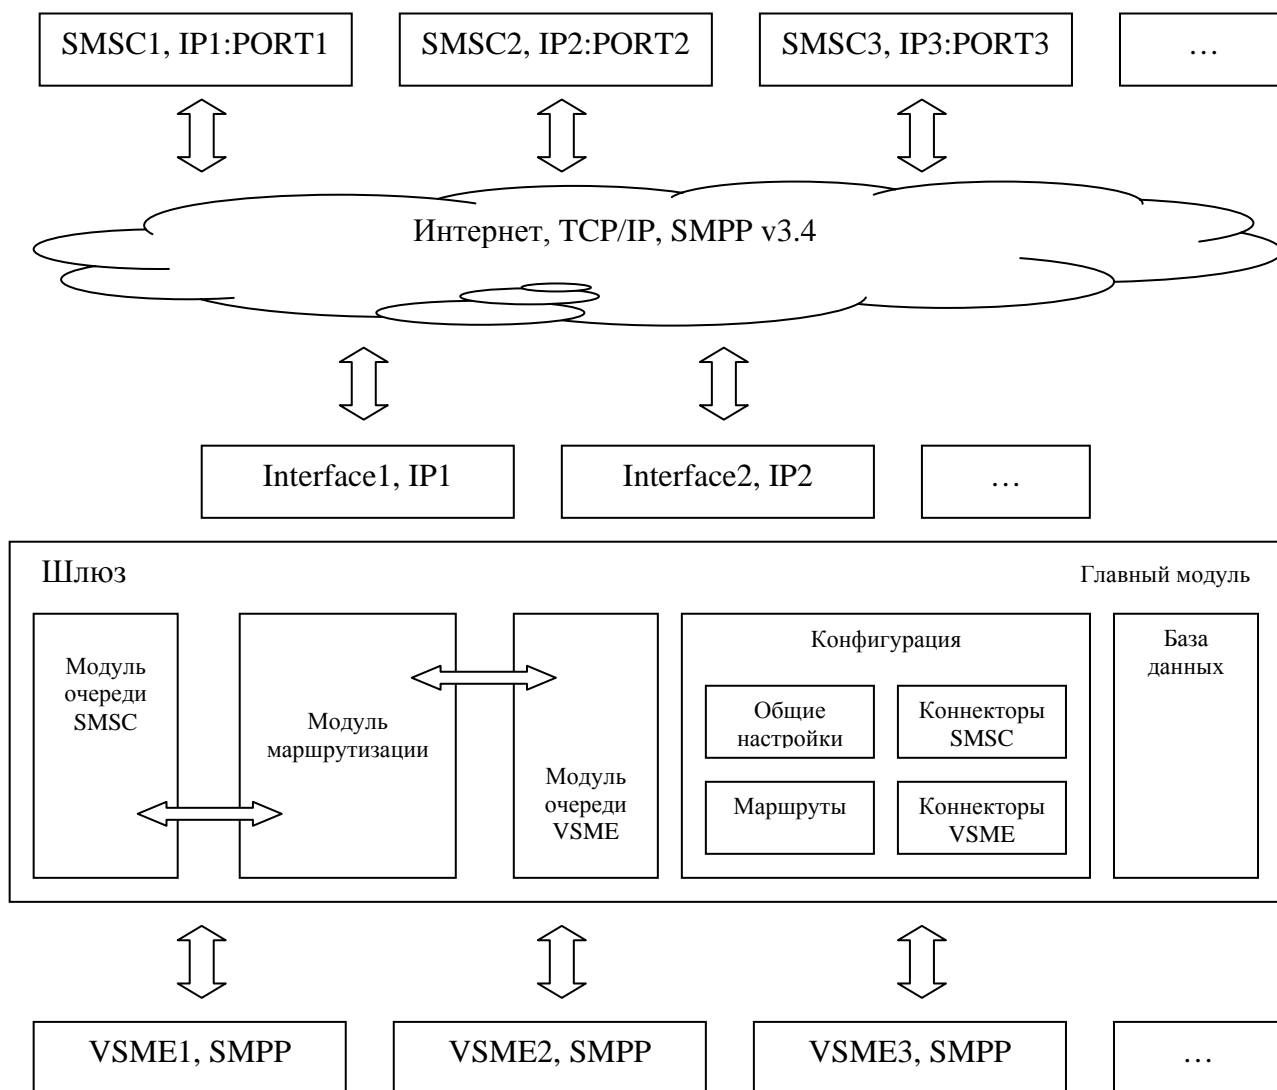 SMSC1, IP1:PORT1
SMSC2, IP2:PORT2
SMSC3, IP3:PORT3
…
Интернет, TCP/IP, SMPP v3.4
Interface1, IP1
Interface2, IP2
…
Шлюз
Главный модуль
Модуль
очереди
SMSC
Модуль
маршрутизации
Модуль
очереди
VSME
Конфигурация
Общие
настройки
Коннекторы
SMSC
Маршруты
Коннекторы
VSME
База
данных
VSME1, SMPP
VSME2, SMPP
VSME3, SMPP
…